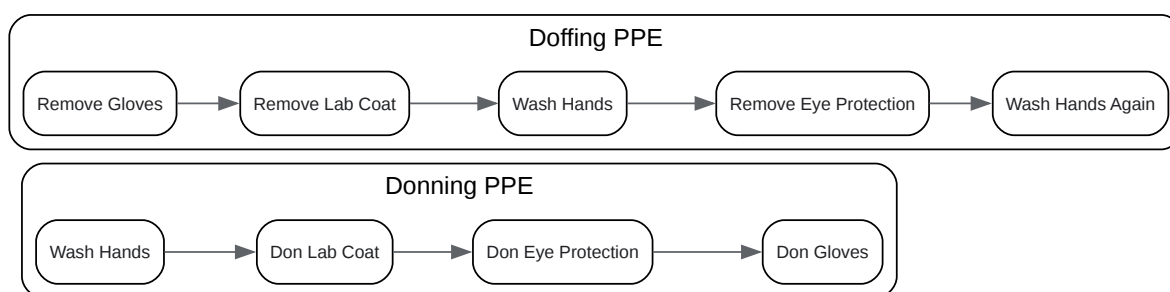 Doffing PPE
Remove Gloves
Remove Lab Coat
Wash Hands
Remove Eye Protection
Wash Hands Again
Donning PPE
Wash Hands
Don Lab Coat
Don Eye Protection
Don Gloves